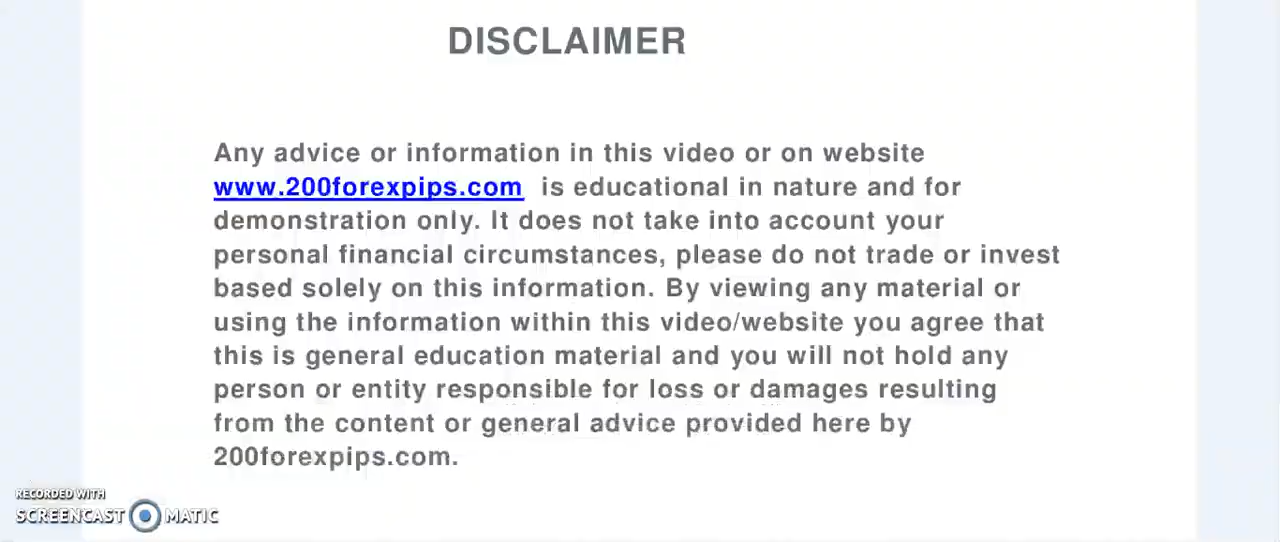 DISCLAIMER
Any advice or information in this video or on website
www.200forexpips.com is educational in nature and for
demonstration only. It does not take into account your
personal financial circumstances, please do not trade or invest
based solely on this information. By viewing any material or
using the information within this video/website you agree that
this is general education material and you will not hold any
person or entity responsible for loss or damages resulting
from the content or general advice provided here by
200forexpips.com.
RECORDED WITH
SCREENCAST MATIC